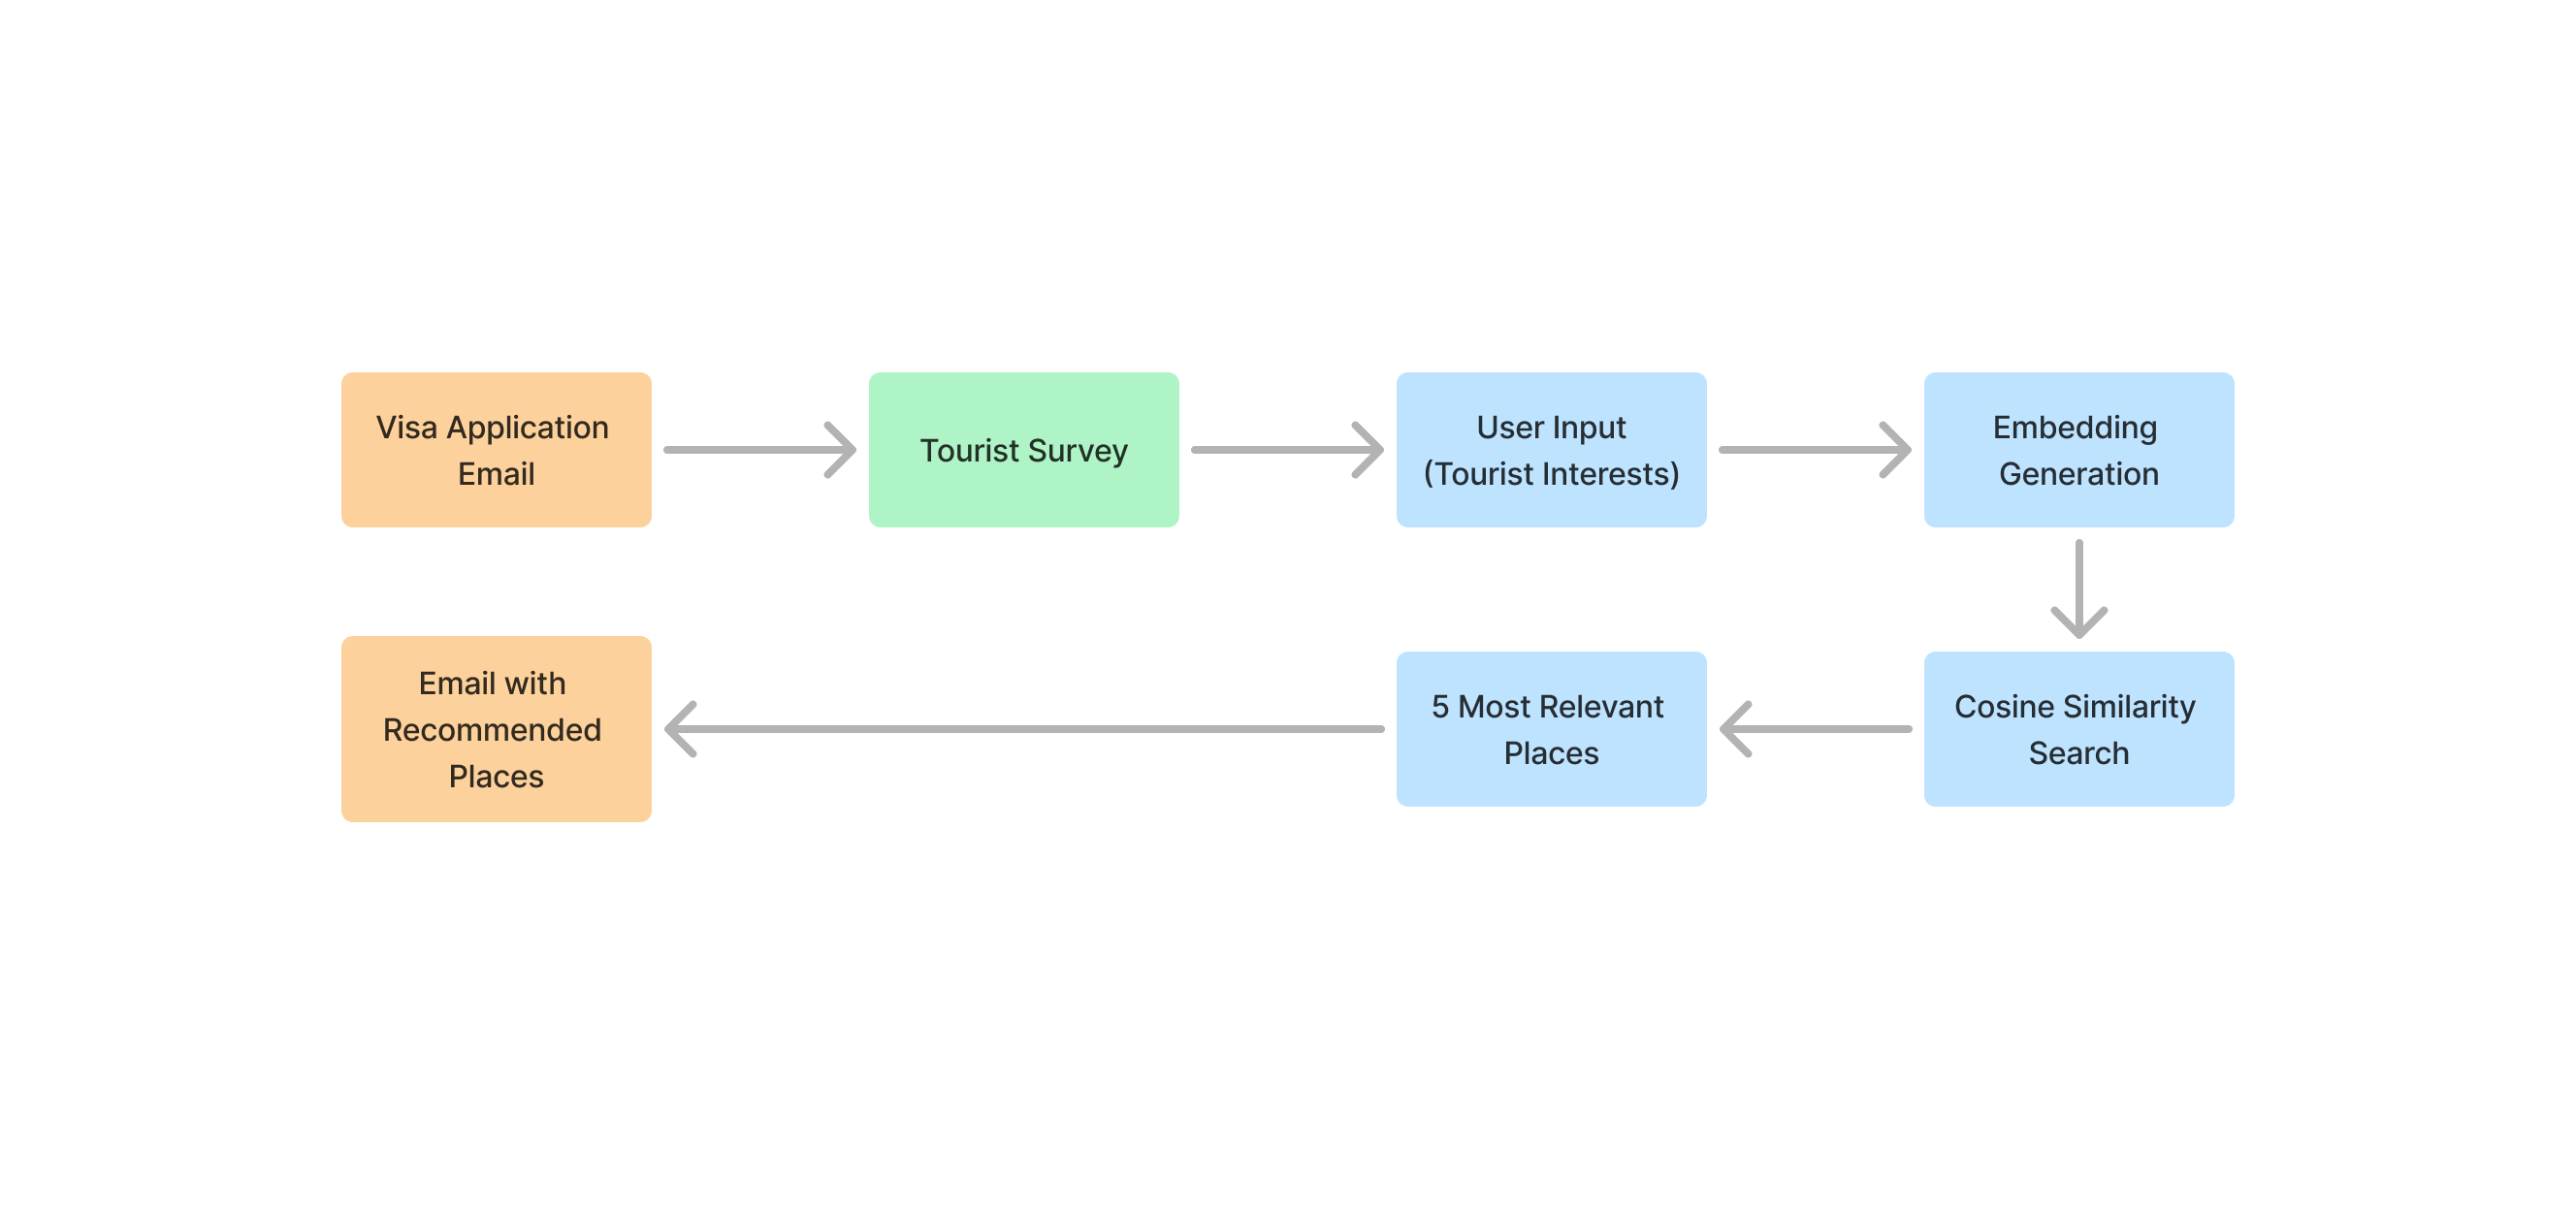 Visa Application
Email
Tourist Survey
User Input
(Tourist Interests)
Embedding
Generation
Email with
Recommended
Places
5 Most Relevant
Places
Cosine Similarity
Search